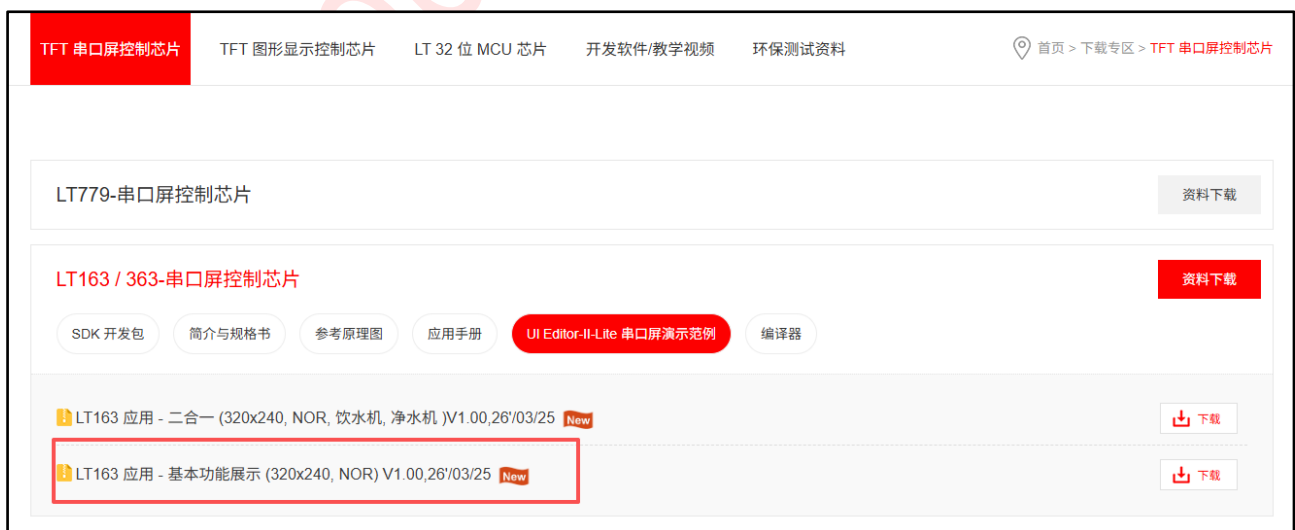 TFT 串口屏控制芯片 TFT 图形显示控制芯片 LT 32 位 MCU 芯片 开发软件/教学视频 环保测试资料 首页 > 下载专区 > TFT 串口屏控制芯片
LT779-串口屏控制芯片 资料下载
LT163 / 363-串口屏控制芯片 资料下载
SDK 开发包 简介与规格书 参考原理图 应用手册 UI Editor-II-Lite 串口屏演示范例 编译器
LT163 应用 - 二合一 (320x240, NOR, 饮水机, 净水机 )V1.00,26'/03/25 New 下载
LT163 应用 - 基本功能展示 (320x240, NOR) V1.00,26'/03/25 New 下载